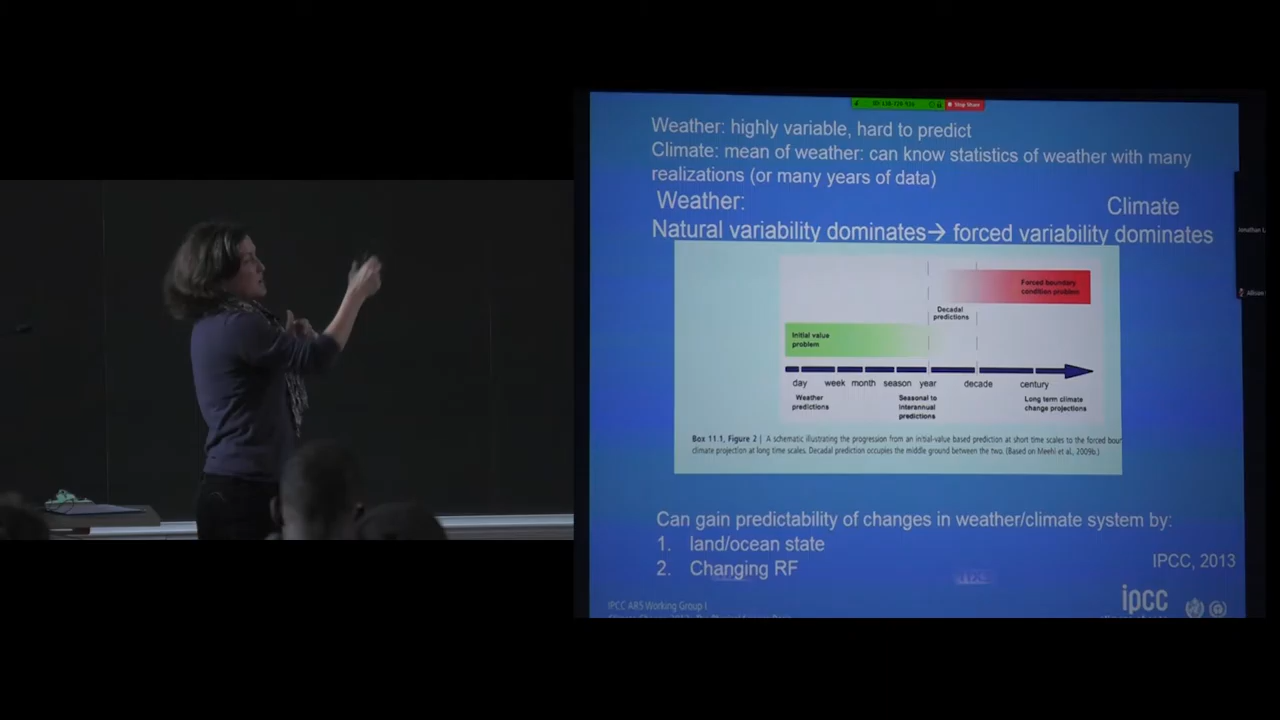 Stop Share
Weather: highly variable, hard to predict
Climate: mean of weather: can know statistics of weather with many
realizations (or many years of data)
Weather:
Climate
Natural variability dominates→ forced variability dominates
Forced boundary
condition problem
Decadal
predictions
Initial value
problem
day week month season year decade century
Weather
predictions
Seasonal to
interannual
predictions
Long term climate
change projections
Box 11.1, Figure 2 | A schematic illustrating the progression from an initial-value based prediction at short time scales to the forced bour
climate projection at long time scales. Decadal prediction occupies the middle ground between the two. (Based on Meehl et al., 2009b.)
Can gain predictability of changes in weather/climate system by:
1. land/ocean state
2. Changing RF
IPCC, 2013
ipcc
IPCC AR5 Working Group I